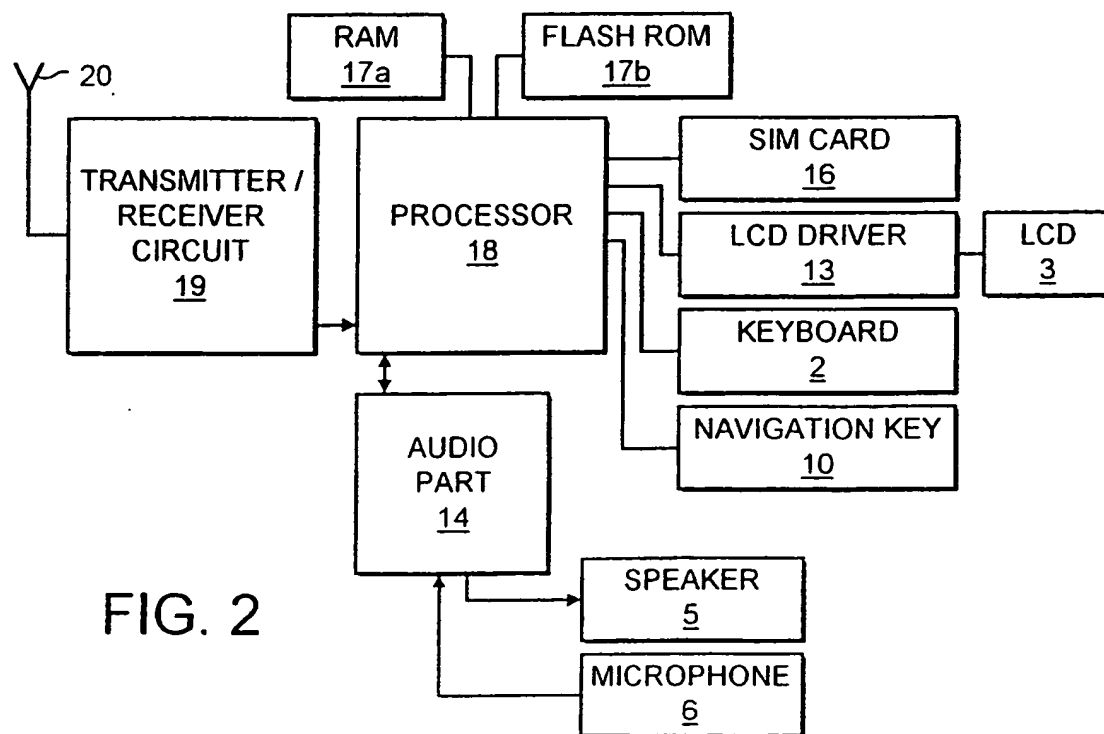 RAM
17a
FLASH ROM
17b
20
TRANSMITTER /
RECEIVER
CIRCUIT
19
PROCESSOR
18
SIM CARD
16
LCD DRIVER
13
LCD
3
KEYBOARD
2
NAVIGATION KEY
10
AUDIO
PART
14
SPEAKER
5
MICROPHONE
6
FIG. 2